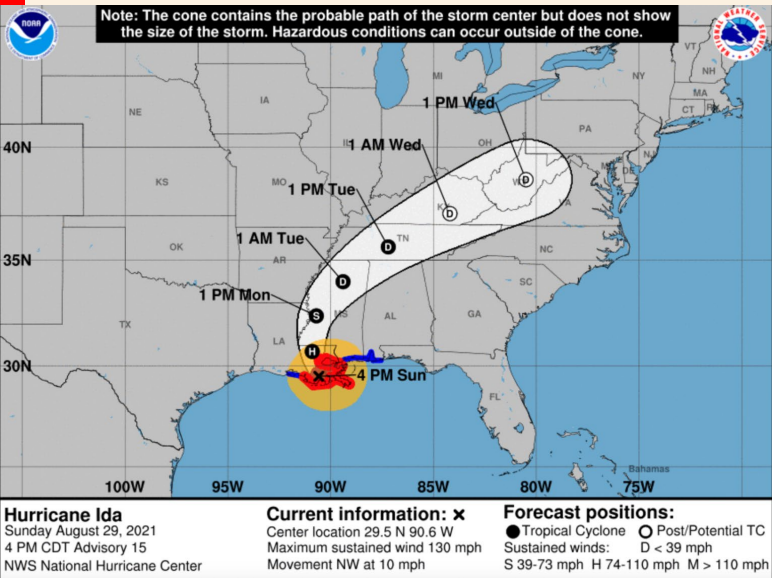 Note: The cone contains the probable path of the storm center but does not show
the size of the storm. Hazardous conditions can occur outside of the cone.
NOAA
NATIONAL WEATHER SERVICE
VT
NH
MI
NY
1 PM Wed
MA
CT
NE
IA
PA
OH
IL
1 AM Wed
40N
NJ
DE
KS
MO
1 PM Tue
D
D
VA
TN
D
1 AM Tue
OK
NC
35N
AR
D
SC
1 PM Mon
S
MS
AL
GA
TX
LA
H
30N
4 PM Sun
FL
Bahamas
100W
95W
90W
85W
80W
75W
Hurricane Ida
Sunday August 29, 2021
4 PM CDT Advisory 15
NWS National Hurricane Center
Current information: ×
Center location 29.5 N 90.6 W
Maximum sustained wind 130 mph
Movement NW at 10 mph
Forecast positions:
Tropical Cyclone Post/Potential TC
Sustained winds: D < 39 mph
S 39-73 mph H 74-110 mph M > 110 mph